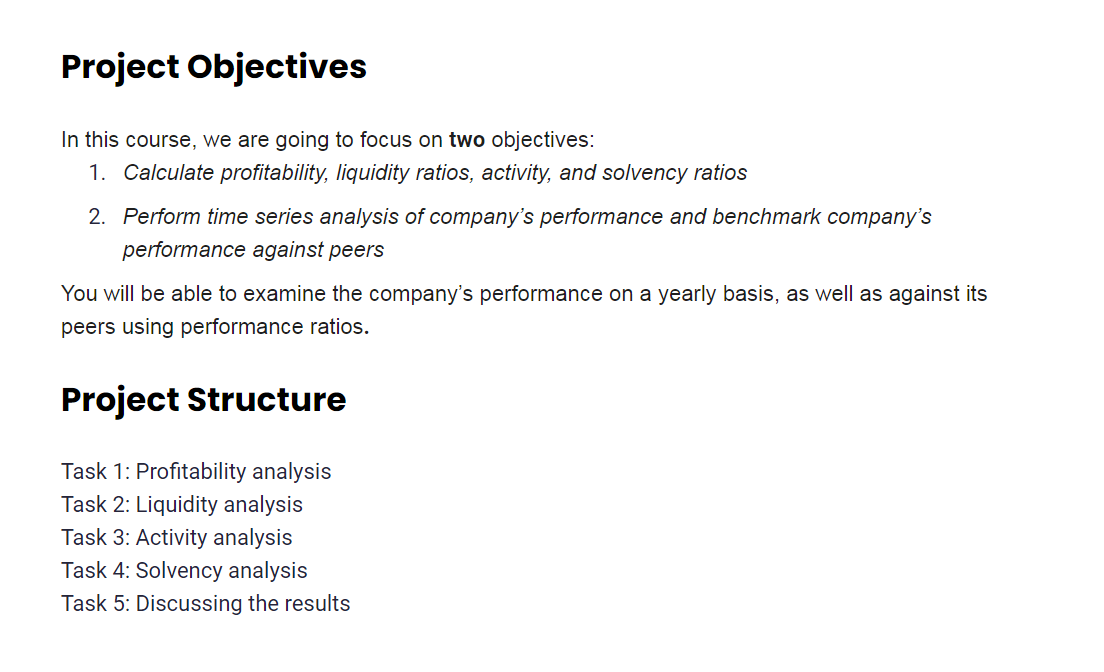 Project Objectives
In this course, we are going to focus on two objectives:
1. Calculate profitability, liquidity ratios, activity, and solvency ratios
2. Perform time series analysis of company’s performance and benchmark company’s
performance against peers
You will be able to examine the company’s performance on a yearly basis, as well as against its
peers using performance ratios.
Project Structure
Task 1: Profitability analysis
Task 2: Liquidity analysis
Task 3: Activity analysis
Task 4: Solvency analysis
Task 5: Discussing the results